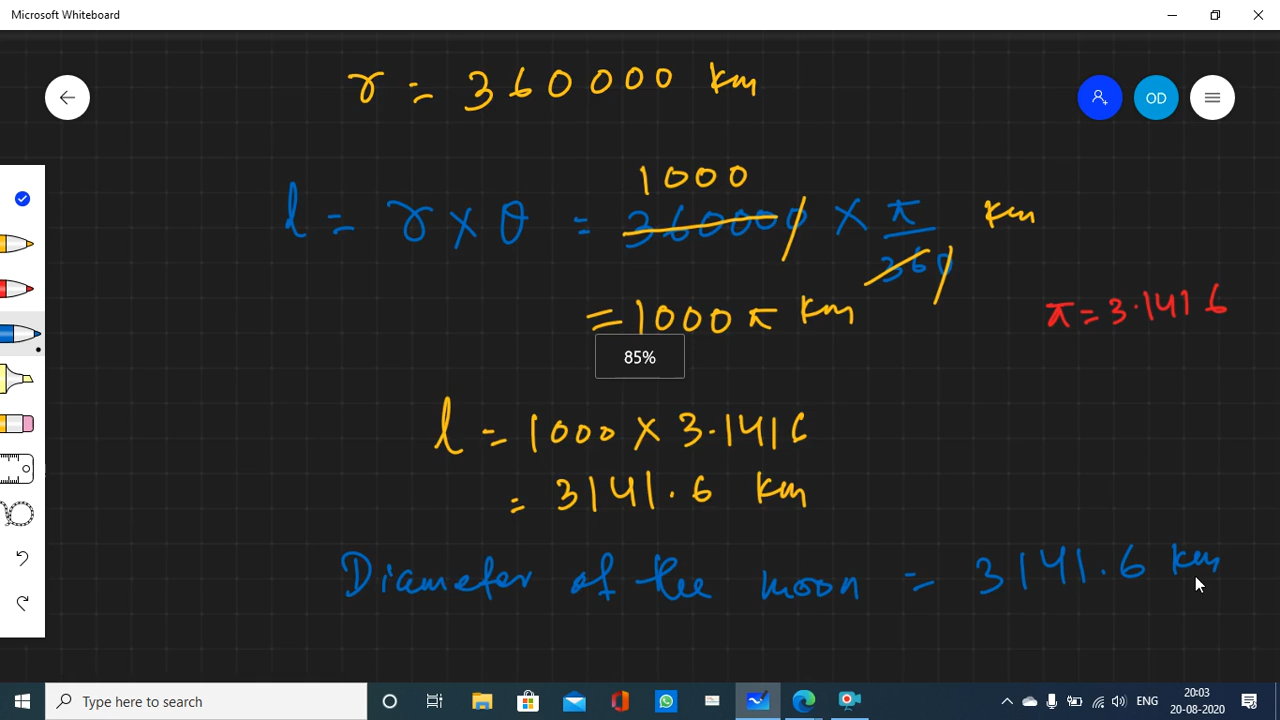 Microsoft Whiteboard
r = 360000 km
OD
1000
l = r × θ = 360000 × π/360 km
= 1000 π km
π = 3.1416
85%
l = 1000 × 3.1416
= 3141.6 km
Diameter of the moon = 3141.6 km
Type here to search
ENG
20:03
20-08-2020